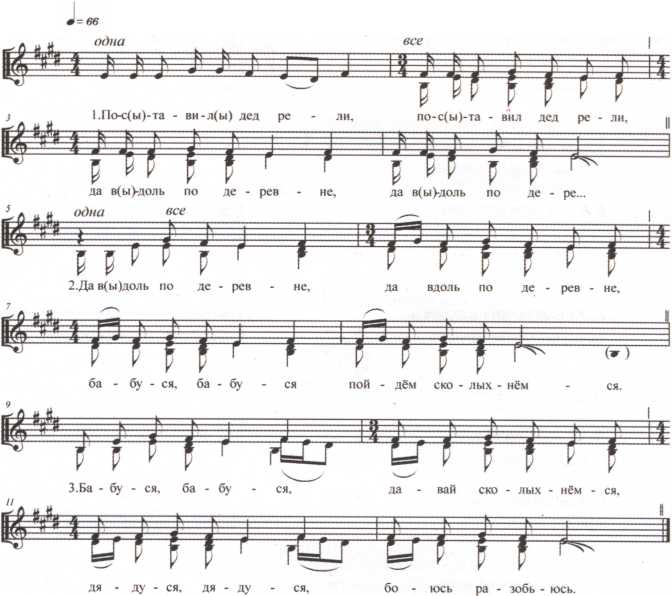 ♩ = 66
одна все
1.По-с(ы)-та - ви-л(ы) дед ре - ли, по-с(ы)-та - вил дед ре - ли,
3
да в(ы)-доль по де - рев - не, да в(ы)-доль по де - ре...
5
одна все
2.Да в(ы)доль по де - рев - не, да вдоль по де - рев - не,
7
ба - бу - ся, ба - бу - ся пой - дём ско - лых - нём - ся.
9
3.Ба - бу - ся, ба - бу - ся, да - вай ско - лых - нём - ся,
11
дя - ду - ся, дя - ду - ся, бо - юсь ра - зобь - юсь.